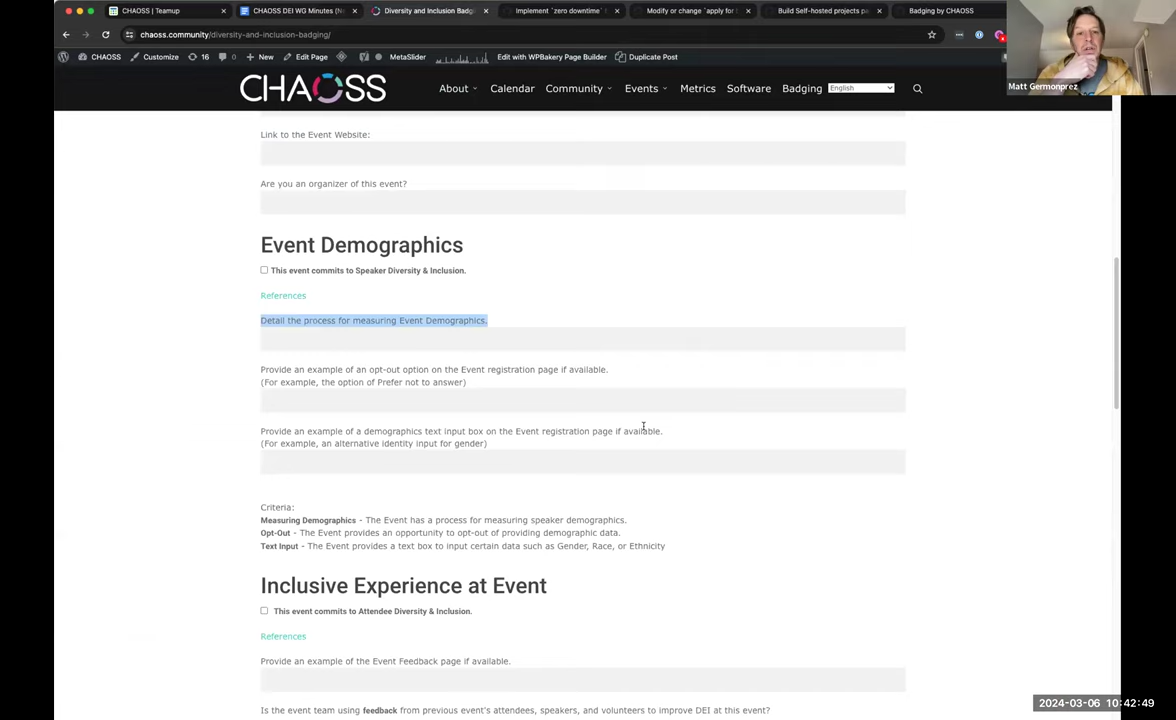 CHAOSS | Teamup
CHAOSS DEI WG Minutes (Ne
Diversity and Inclusion Badg
Implement `zero downtime` t
Modify or change `apply for b
Build Self-hosted projects pa
Badging by CHAOSS
chaoss.community/diversity-and-inclusion-badging/
CHAOSS
Customize
16
0
New
Edit Page
MetaSlider
Edit with WPBakery Page Builder
Duplicate Post
Matt Germonprez
CHAOSS
About
Calendar
Community
Events
Metrics
Software
Badging
English
Link to the Event Website:
Are you an organizer of this event?
Event Demographics
This event commits to Speaker Diversity & Inclusion.
References
Detail the process for measuring Event Demographics.
Provide an example of an opt-out option on the Event registration page if available.
(For example, the option of Prefer not to answer)
Provide an example of a demographics text input box on the Event registration page if available.
(For example, an alternative identity input for gender)
Criteria:
Measuring Demographics - The Event has a process for measuring speaker demographics.
Opt-Out - The Event provides an opportunity to opt-out of providing demographic data.
Text Input - The Event provides a text box to input certain data such as Gender, Race, or Ethnicity
Inclusive Experience at Event
This event commits to Attendee Diversity & Inclusion.
References
Provide an example of the Event Feedback page if available.
Is the event team using feedback from previous event's attendees, speakers, and volunteers to improve DEI at this event?
2024-03-06 10:42:49